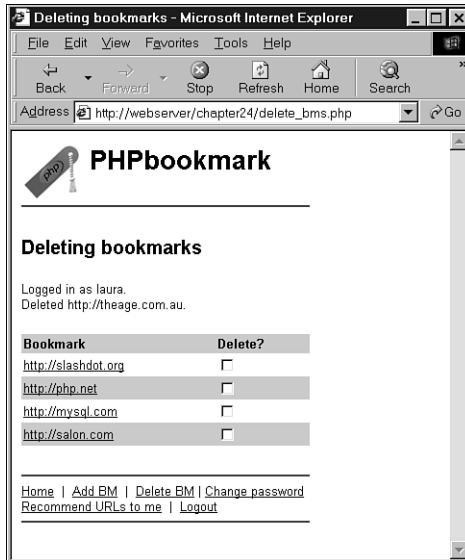 Deleting bookmarks - Microsoft Internet Explorer
File Edit View Favorites Tools Help
Back Forward Stop Refresh Home Search »
Address http://webserver/chapter24/delete_bms.php Go
php PHPbookmark
Deleting bookmarks
Logged in as laura.
Deleted http://theage.com.au.
Bookmark Delete?
http://slashdot.org
http://php.net
http://mysql.com
http://salon.com
Home | Add BM | Delete BM | Change password
Recommend URLs to me | Logout